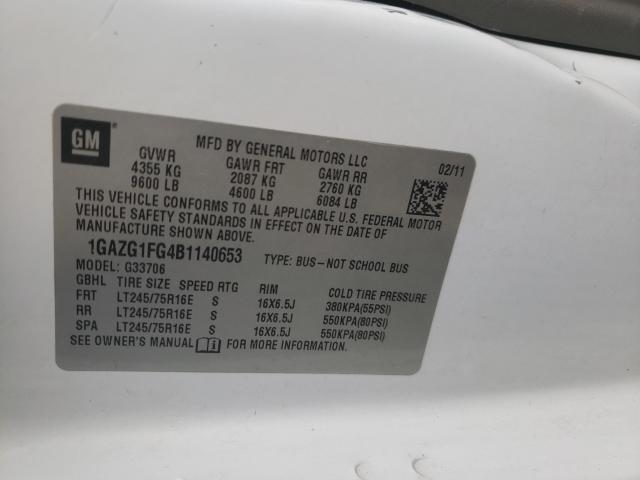 GM
MFD BY GENERAL MOTORS LLC
02/11
GVWR GAWR FRT GAWR RR
4355 KG 2087 KG 2760 KG
9600 LB 4600 LB 6084 LB
THIS VEHICLE CONFORMS TO ALL APPLICABLE U.S. FEDERAL MOTOR
VEHICLE SAFETY STANDARDS IN EFFECT ON THE DATE OF
MANUFACTURE SHOWN ABOVE.
1GAZG1FG4B1140653 TYPE: BUS–NOT SCHOOL BUS
MODEL: G33706
GBHL TIRE SIZE SPEED RTG RIM COLD TIRE PRESSURE
FRT LT245/75R16E S 16X6.5J 380KPA(55PSI)
RR LT245/75R16E S 16X6.5J 550KPA(80PSI)
SPA LT245/75R16E S 16X6.5J 550KPA(80PSI)
SEE OWNER'S MANUAL FOR MORE INFORMATION.